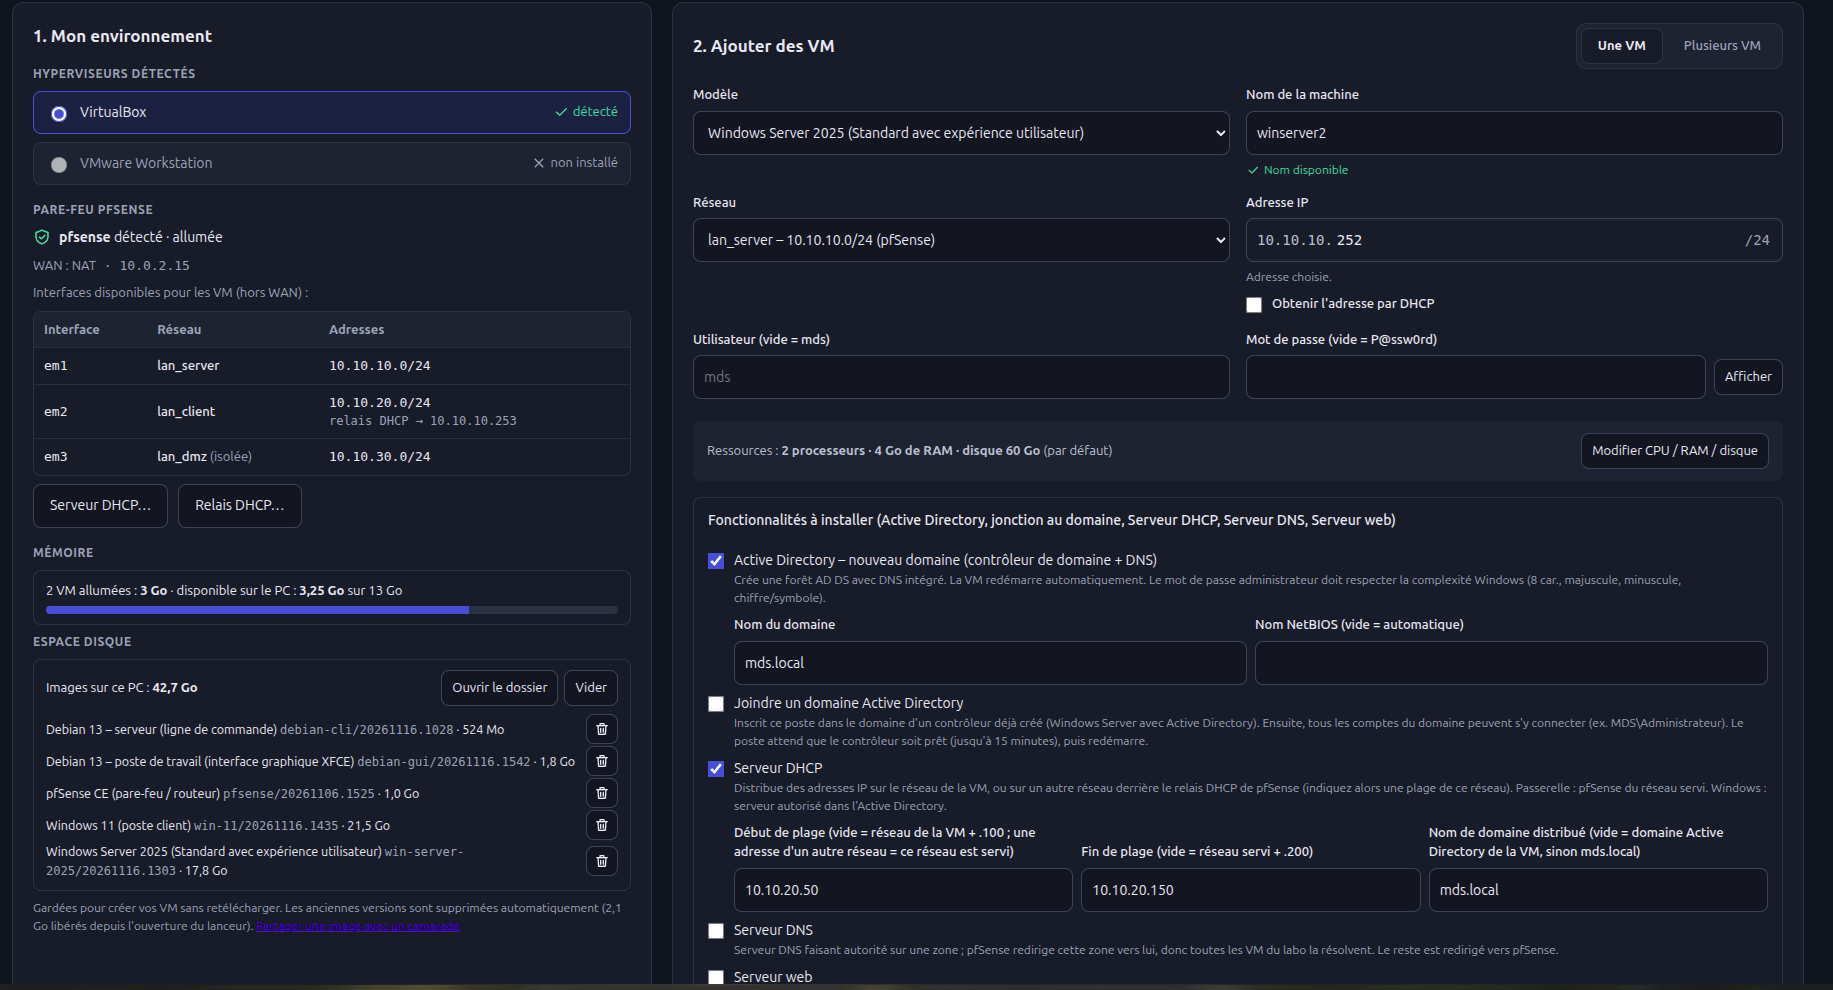 1. Mon environnement
HYPERVISEURS DÉTECTÉS
VirtualBox
détecté
VMware Workstation
non installé
PARE-FEU PFSENSE
pfsense détecté · allumée
WAN : NAT · 10.0.2.15
Interfaces disponibles pour les VM (hors WAN) :
Interface Réseau Adresses
em1 lan_server 10.10.10.0/24
em2 lan_client 10.10.20.0/24
relais DHCP → 10.10.10.253
em3 lan_dmz (isolée) 10.10.30.0/24
Serveur DHCP... Relais DHCP...
MÉMOIRE
2 VM allumées : 3 Go · disponible sur le PC : 3,25 Go sur 13 Go
ESPACE DISQUE
Images sur ce PC : 42,7 Go
Ouvrir le dossier Vider
Debian 13 – serveur (ligne de commande) debian-cli/20261116.1028 · 524 Mo
Debian 13 – poste de travail (interface graphique XFCE) debian-gui/20261116.1542 · 1,8 Go
pfSense CE (pare-feu / routeur) pfsense/20261106.1525 · 1,0 Go
Windows 11 (poste client) win-11/20261116.1435 · 21,5 Go
Windows Server 2025 (Standard avec expérience utilisateur) win-server-
2025/20261116.1303 · 17,8 Go
Gardées pour créer vos VM sans retélécharger. Les anciennes versions sont supprimées automatiquement (2,1
Go libérés depuis l'ouverture du lanceur). Partager une image avec un camarade
2. Ajouter des VM
Une VM Plusieurs VM
Modèle
Windows Server 2025 (Standard avec expérience utilisateur)
Nom de la machine
winserver2
Nom disponible
Réseau
lan_server – 10.10.10.0/24 (pfSense)
Adresse IP
10.10.10. 252 /24
Adresse choisie.
Obtenir l'adresse par DHCP
Utilisateur (vide = mds)
mds
Mot de passe (vide = P@ssw0rd)
Afficher
Ressources : 2 processeurs · 4 Go de RAM · disque 60 Go (par défaut)
Modifier CPU / RAM / disque
Fonctionnalités à installer (Active Directory, jonction au domaine, Serveur DHCP, Serveur DNS, Serveur web)
Active Directory – nouveau domaine (contrôleur de domaine + DNS)
Crée une forêt AD DS avec DNS intégré. La VM redémarre automatiquement. Le mot de passe administrateur doit respecter la complexité Windows (8 car., majuscule, minuscule,
chiffre/symbole).
Nom du domaine
mds.local
Nom NetBIOS (vide = automatique)
Joindre un domaine Active Directory
Inscrit ce poste dans le domaine d'un contrôleur déjà créé (Windows Server avec Active Directory). Ensuite, tous les comptes du domaine peuvent s'y connecter (ex. MDS\Administrateur). Le
poste attend que le contrôleur soit prêt (jusqu'à 15 minutes), puis redémarre.
Serveur DHCP
Distribue des adresses IP sur le réseau de la VM, ou sur un autre réseau derrière le relais DHCP de pfSense (indiquez alors une plage de ce réseau). Passerelle : pfSense du réseau servi. Windows :
serveur autorisé dans l'Active Directory.
Début de plage (vide = réseau de la VM + .100 ; une
adresse d'un autre réseau = ce réseau est servi)
10.10.20.50
Fin de plage (vide = réseau servi + .200)
10.10.20.150
Nom de domaine distribué (vide = domaine Active
Directory de la VM, sinon mds.local)
mds.local
Serveur DNS
Serveur DNS faisant autorité sur une zone ; pfSense redirige cette zone vers lui, donc toutes les VM du labo la résolvent. Le reste est redirigé vers pfSense.
Serveur web